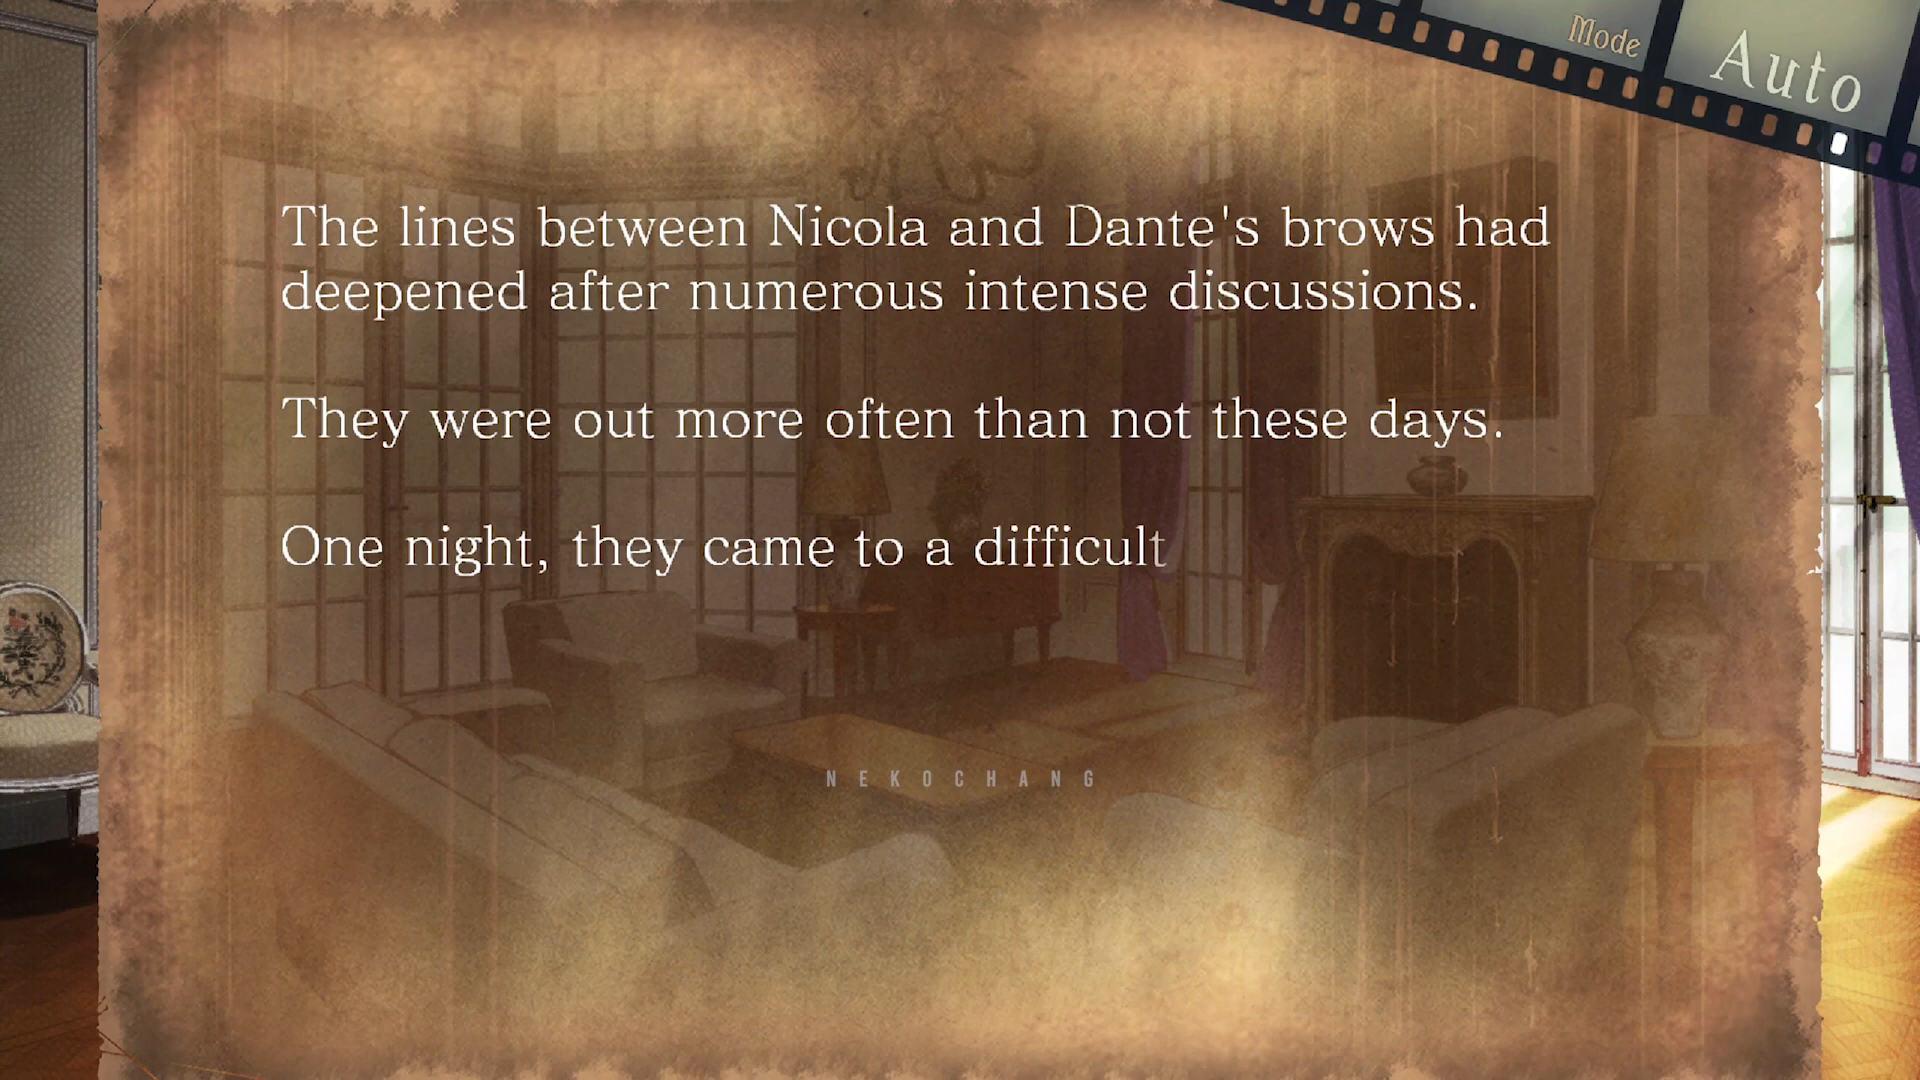 Mode
Auto
The lines between Nicola and Dante's brows had
deepened after numerous intense discussions.
They were out more often than not these days.
One night, they came to a difficult
NEKOCHANG